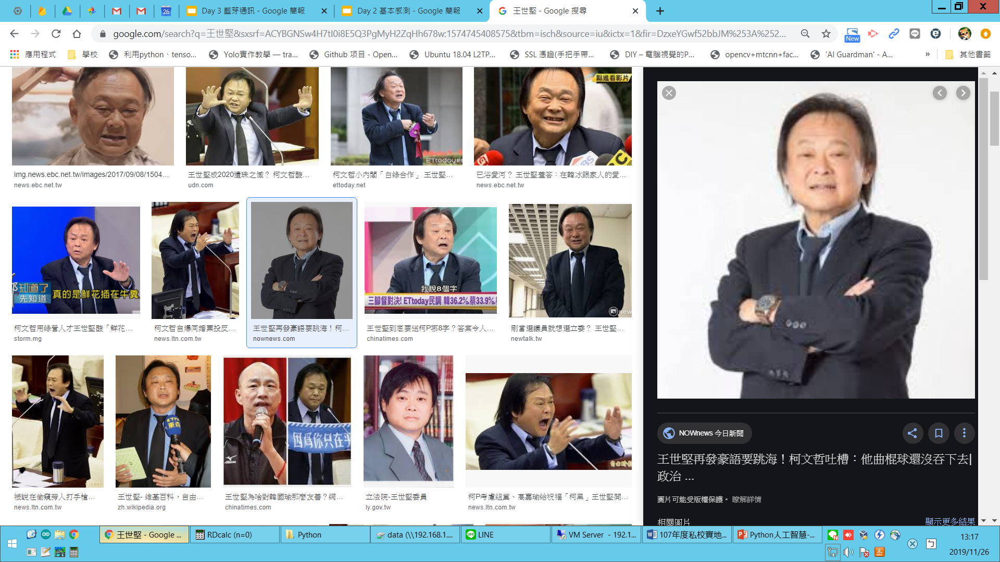 Day 3 藍芽通訊 - Google 簡報
Day 2 基本感測 - Google 簡報
王世堅 - Google 搜尋
26
google.com/search?q=王世堅&sxsrf=ACYBGNSw4H7tI0i8E5Q3PgMyH2ZqHh678w:1574745408575&tbm=isch&source=iu&ictx=1&fir=DzxeYGwf52bbJM%253A%252...
New
應用程式
學校
利用python、tenso...
Yolo實作教學 — tra...
Github 项目 - Open...
Ubuntu 18.04 L2TP...
SSL 憑證(手把手帶...
DIY – 電腦視覺的P...
opencv+mtcnn+fac...
'AI Guardman' - A...
»
其他書籤
點進看影片
ETtoday
img.news.ebc.net.tw/images/2017/09/08/1504...
news.ebc.net.tw
王世堅成2020遺珠之憾？ 柯文哲酸...
udn.com
柯文哲小內閣「白綠合作」 王世堅...
ettoday.net
已浴愛河？ 王世堅羞答：在韓冰跟家人的愛...
news.ebc.net.tw
知道了
先知道
真的是鮮花插在牛糞
我說8個字
三腳督對決! ETtoday民調 韓36.2%.蔡33.9%
new
柯文哲用綠營人才王世堅酸「鮮花...
storm.mg
柯文哲自爆同婚票投反...
news.ltn.com.tw
王世堅再發豪語要跳海！柯...
nownews.com
王世堅到底要送柯P哪8字？答案令人...
chinatimes.com
剛當選議員就想選立委？ 王世堅...
newtalk.tw
東森
因為你只在乎
自由時報
被說在偷窺旁人打手槍...
news.ltn.com.tw
王世堅- 維基百科，自由...
zh.wikipedia.org
王世堅為啥對韓國瑜那麼友善？網...
chinatimes.com
立法院-王世堅委員
ly.gov.tw
柯P考慮組黨、高嘉瑜給祝福「柯黑」王世堅開...
news.ltn.com.tw
NOWnews 今日新聞
王世堅再發豪語要跳海！柯文哲吐槽：他曲棍球還沒吞下去|
政治 ...
圖片可能受版權保護。 瞭解詳情
相關圖片
顯示更多結果
王世堅 - Google ...
RDcalc (n=0)
Python
data (\\192.168.1....
LINE
VM Server - 192.1...
107年度私校實地...
Python人工智慧-...
13:17
2019/11/26